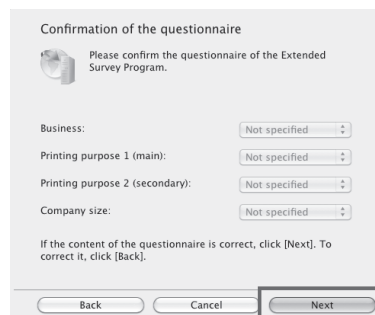 Confirmation of the questionnaire
Please confirm the questionnaire of the Extended
Survey Program.
Business: Not specified
Printing purpose 1 (main): Not specified
Printing purpose 2 (secondary): Not specified
Company size: Not specified
If the content of the questionnaire is correct, click [Next]. To
correct it, click [Back].
Back Cancel Next